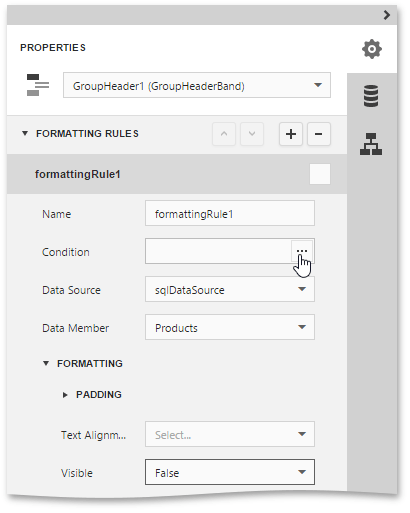 PROPERTIES
GroupHeader1 (GroupHeaderBand)
FORMATTING RULES
formattingRule1
Name formattingRule1
Condition ...
Data Source sqlDataSource
Data Member Products
FORMATTING
PADDING
Text Alignm... Select...
Visible False